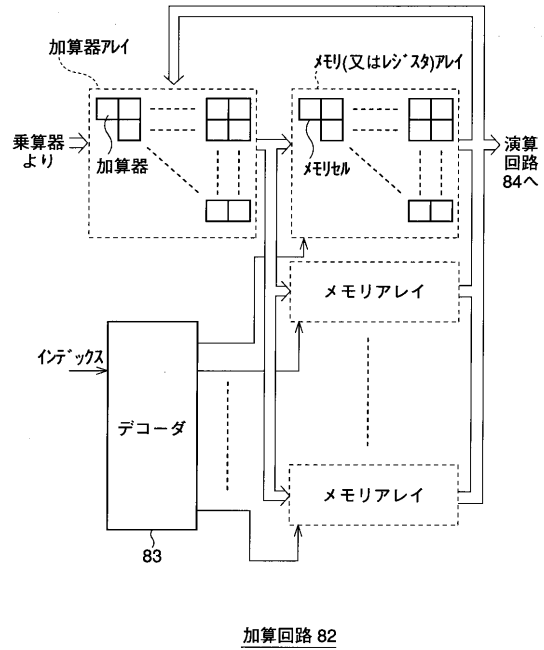 加算器アレイ
メモリ(又はレジスタ)アレイ
乗算器
より
加算器
メモリセル
演算
回路
84へ
メモリアレイ
インデックス
デコーダ
メモリアレイ
83
加算回路 82